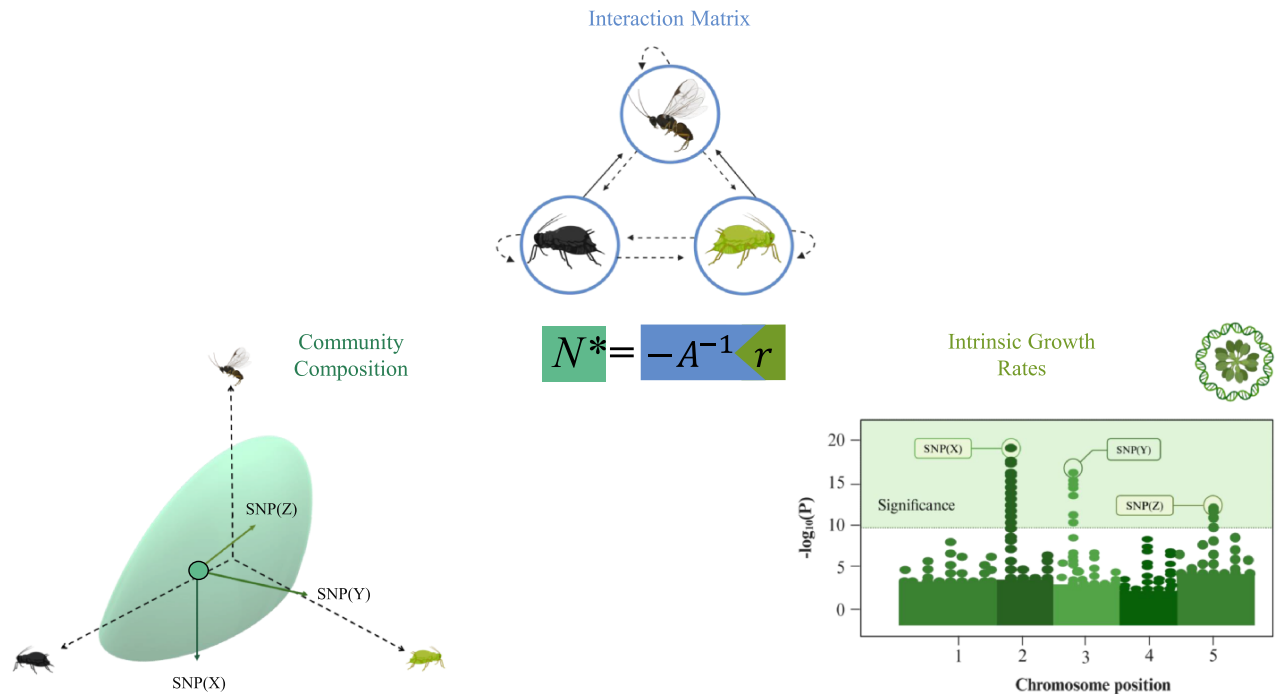 Interaction Matrix
Community
Composition
N* = −A⁻¹ r
Intrinsic Growth
Rates
SNP(Z)
SNP(Y)
SNP(X)
20
15
10
5
0
-log₁₀(P)
SNP(X)
SNP(Y)
Significance
SNP(Z)
1 2 3 4 5
Chromosome position